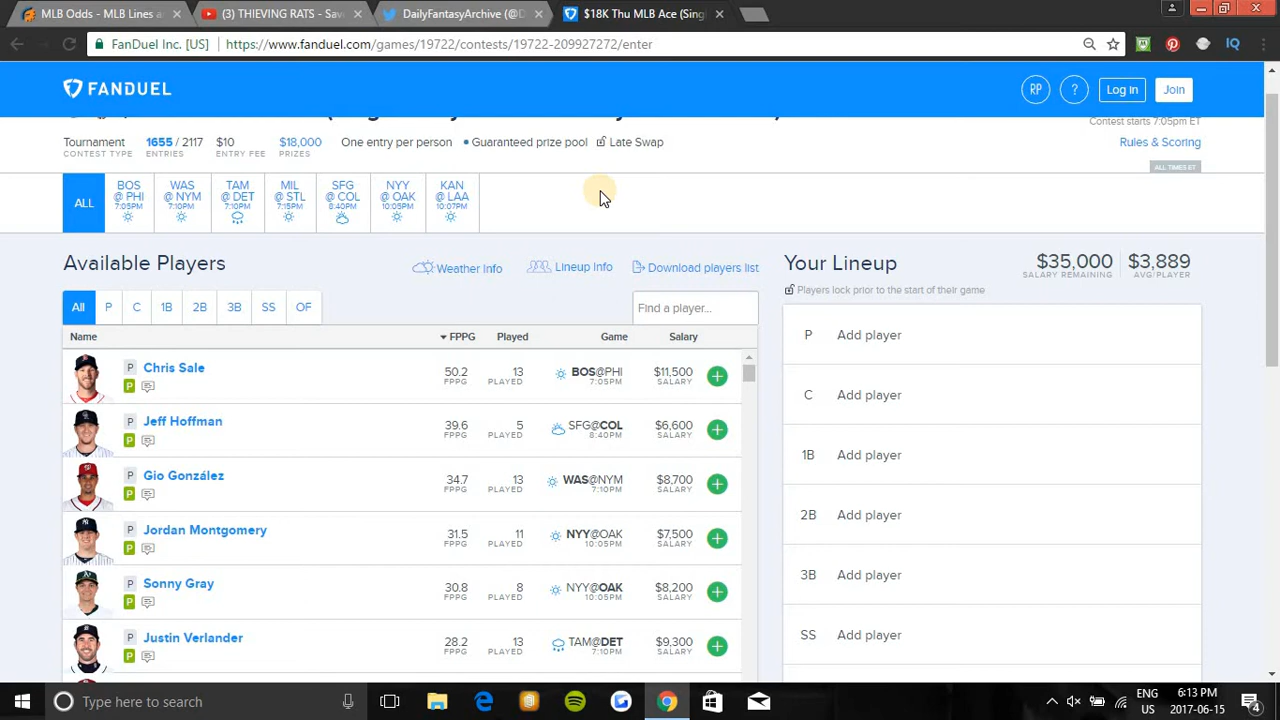 MLB Odds - MLB Lines a
(3) THIEVING RATS - Sav
DailyFantasyArchive (@D
$18K Thu MLB Ace (Sing
FanDuel Inc. [US] https://www.fanduel.com/games/19722/contests/19722-209927272/enter
FANDUEL
RP ? Log in Join
Contest starts 7:05pm ET
Tournament 1655 / 2117 $10 $18,000 One entry per person • Guaranteed prize pool Late Swap Rules & Scoring
CONTEST TYPE ENTRIES ENTRY FEE PRIZES
ALL TIMES ET
ALL
BOS @ PHI 7:05PM
WAS @ NYM 7:10PM
TAM @ DET 7:10PM
MIL @ STL 7:15PM
SFG @ COL 8:40PM
NYY @ OAK 10:05PM
KAN @ LAA 10:07PM
Available Players
Weather Info Lineup Info Download players list
Your Lineup
$35,000 $3,889
SALARY REMAINING AVG/PLAYER
Players lock prior to the start of their game
All P C 1B 2B 3B SS OF
Find a player...
Name FPPG Played Game Salary
P Chris Sale 50.2 13 BOS@PHI $11,500
P FPPG PLAYED 7:05PM SALARY
P Jeff Hoffman 39.6 5 SFG@COL $6,600
P FPPG PLAYED 8:40PM SALARY
P Gio González 34.7 13 WAS@NYM $8,700
P FPPG PLAYED 7:10PM SALARY
P Jordan Montgomery 31.5 11 NYY@OAK $7,500
P FPPG PLAYED 10:05PM SALARY
P Sonny Gray 30.8 8 NYY@OAK $8,200
P FPPG PLAYED 10:05PM SALARY
P Justin Verlander 28.2 13 TAM@DET $9,300
P FPPG PLAYED 7:10PM SALARY
P Add player
C Add player
1B Add player
2B Add player
3B Add player
SS Add player
Type here to search
ENG 6:13 PM
US 2017-06-15
4